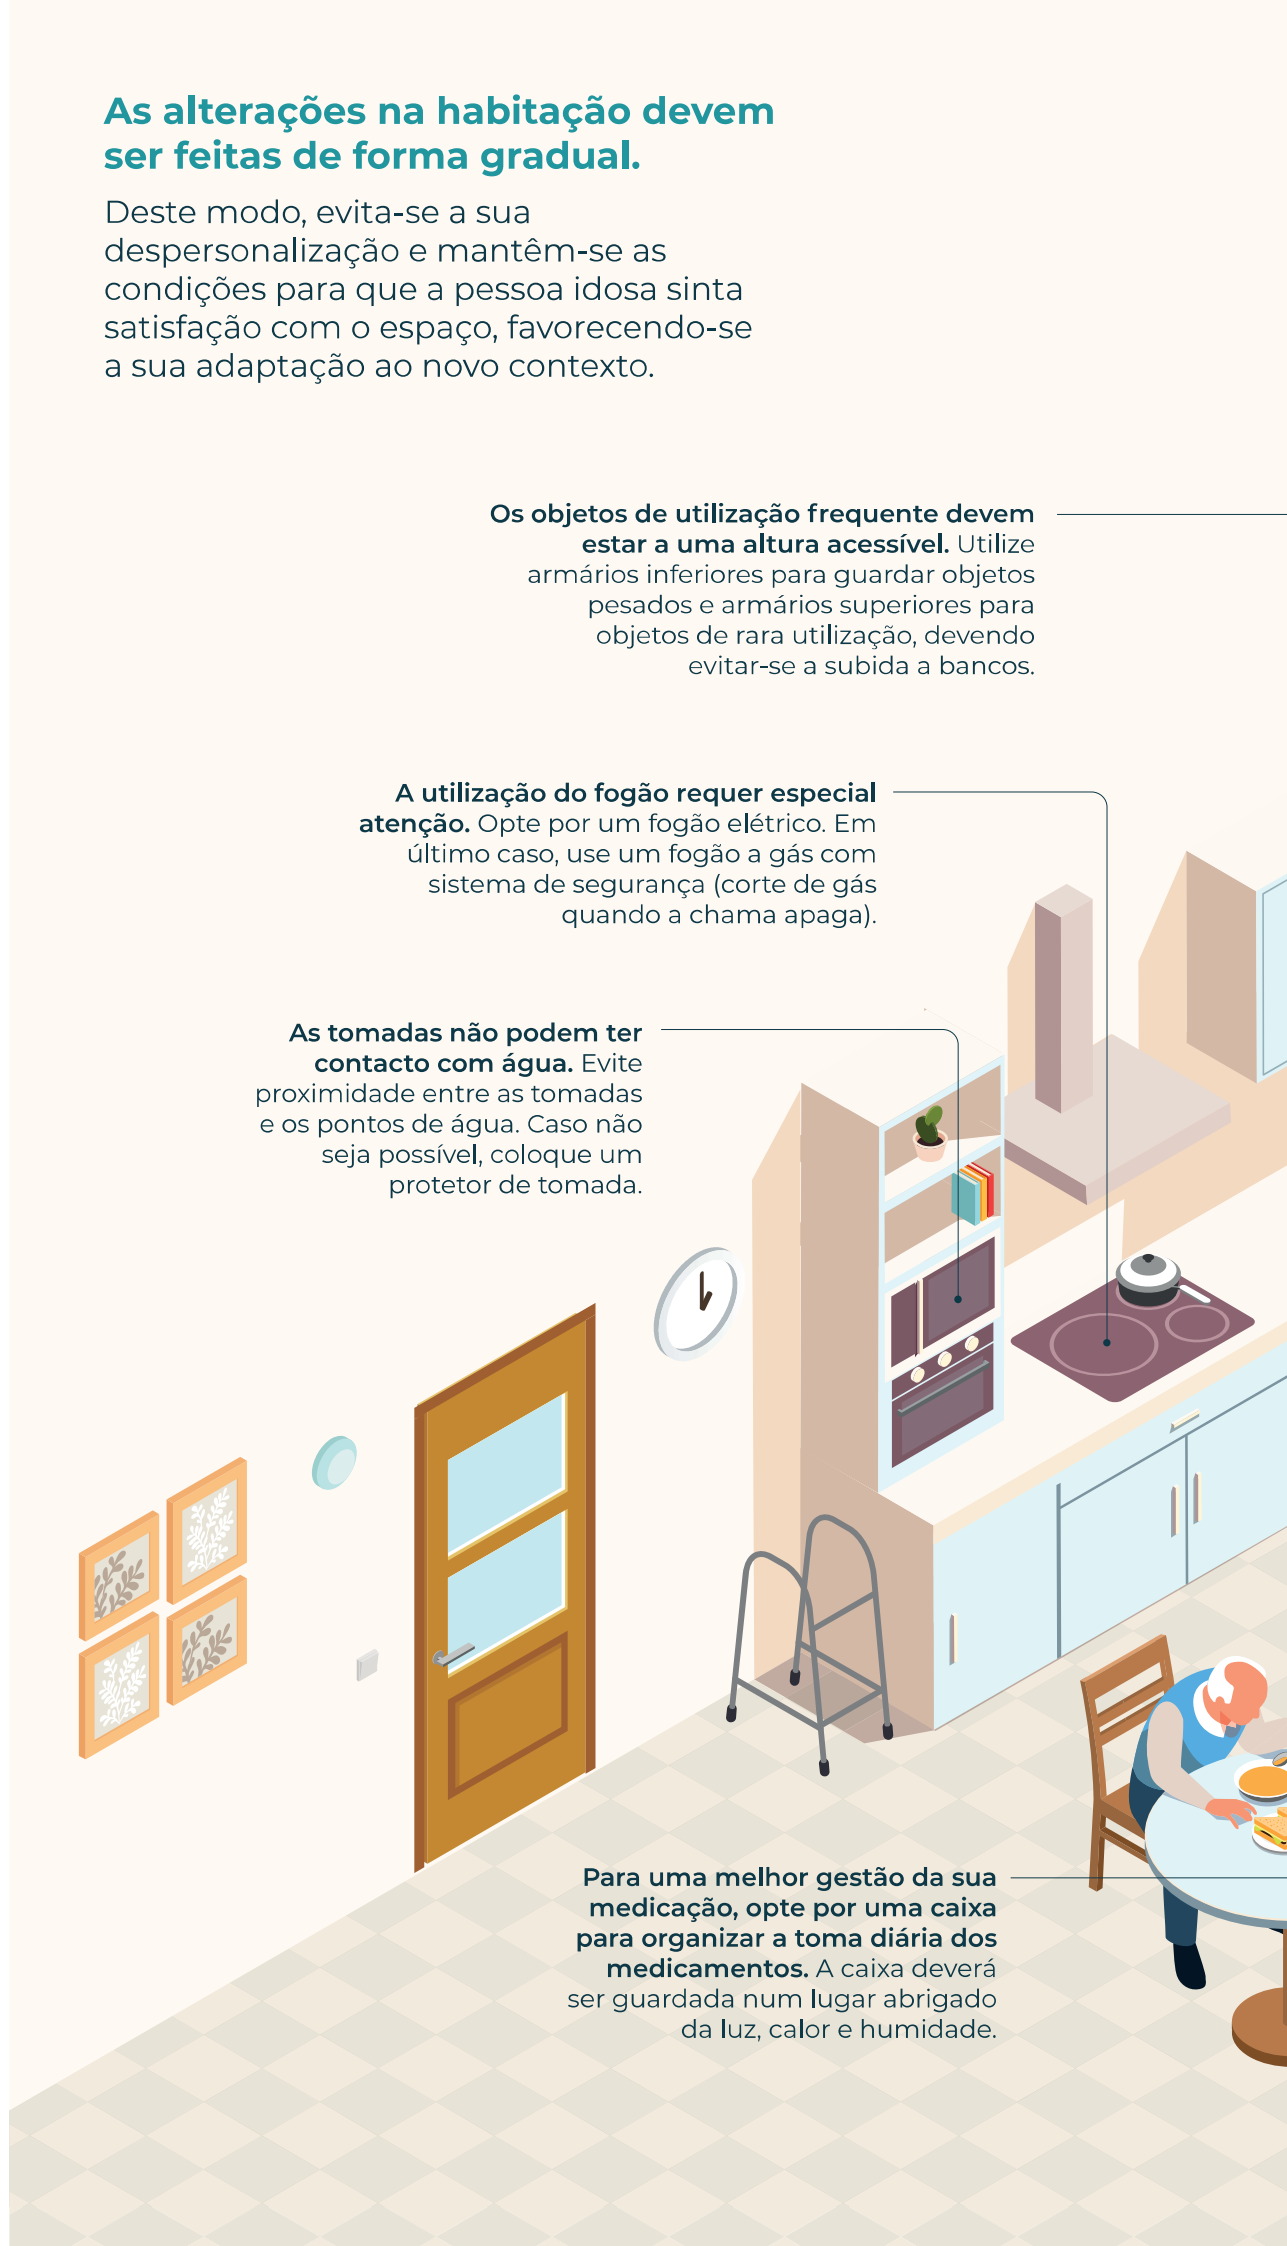 As alterações na habitação devem
ser feitas de forma gradual.
Deste modo, evita-se a sua
despersonalização e mantêm-se as
condições para que a pessoa idosa sinta
satisfação com o espaço, favorecendo-se
a sua adaptação ao novo contexto.
Os objetos de utilização frequente devem
estar a uma altura acessível. Utilize
armários inferiores para guardar objetos
pesados e armários superiores para
objetos de rara utilização, devendo
evitar-se a subida a bancos.
A utilização do fogão requer especial
atenção. Opte por um fogão elétrico. Em
último caso, use um fogão a gás com
sistema de segurança (corte de gás
quando a chama apaga).
As tomadas não podem ter
contacto com água. Evite
proximidade entre as tomadas
e os pontos de água. Caso não
seja possível, coloque um
protetor de tomada.
Para uma melhor gestão da sua
medicação, opte por uma caixa
para organizar a toma diária dos
medicamentos. A caixa deverá
ser guardada num lugar abrigado
da luz, calor e humidade.